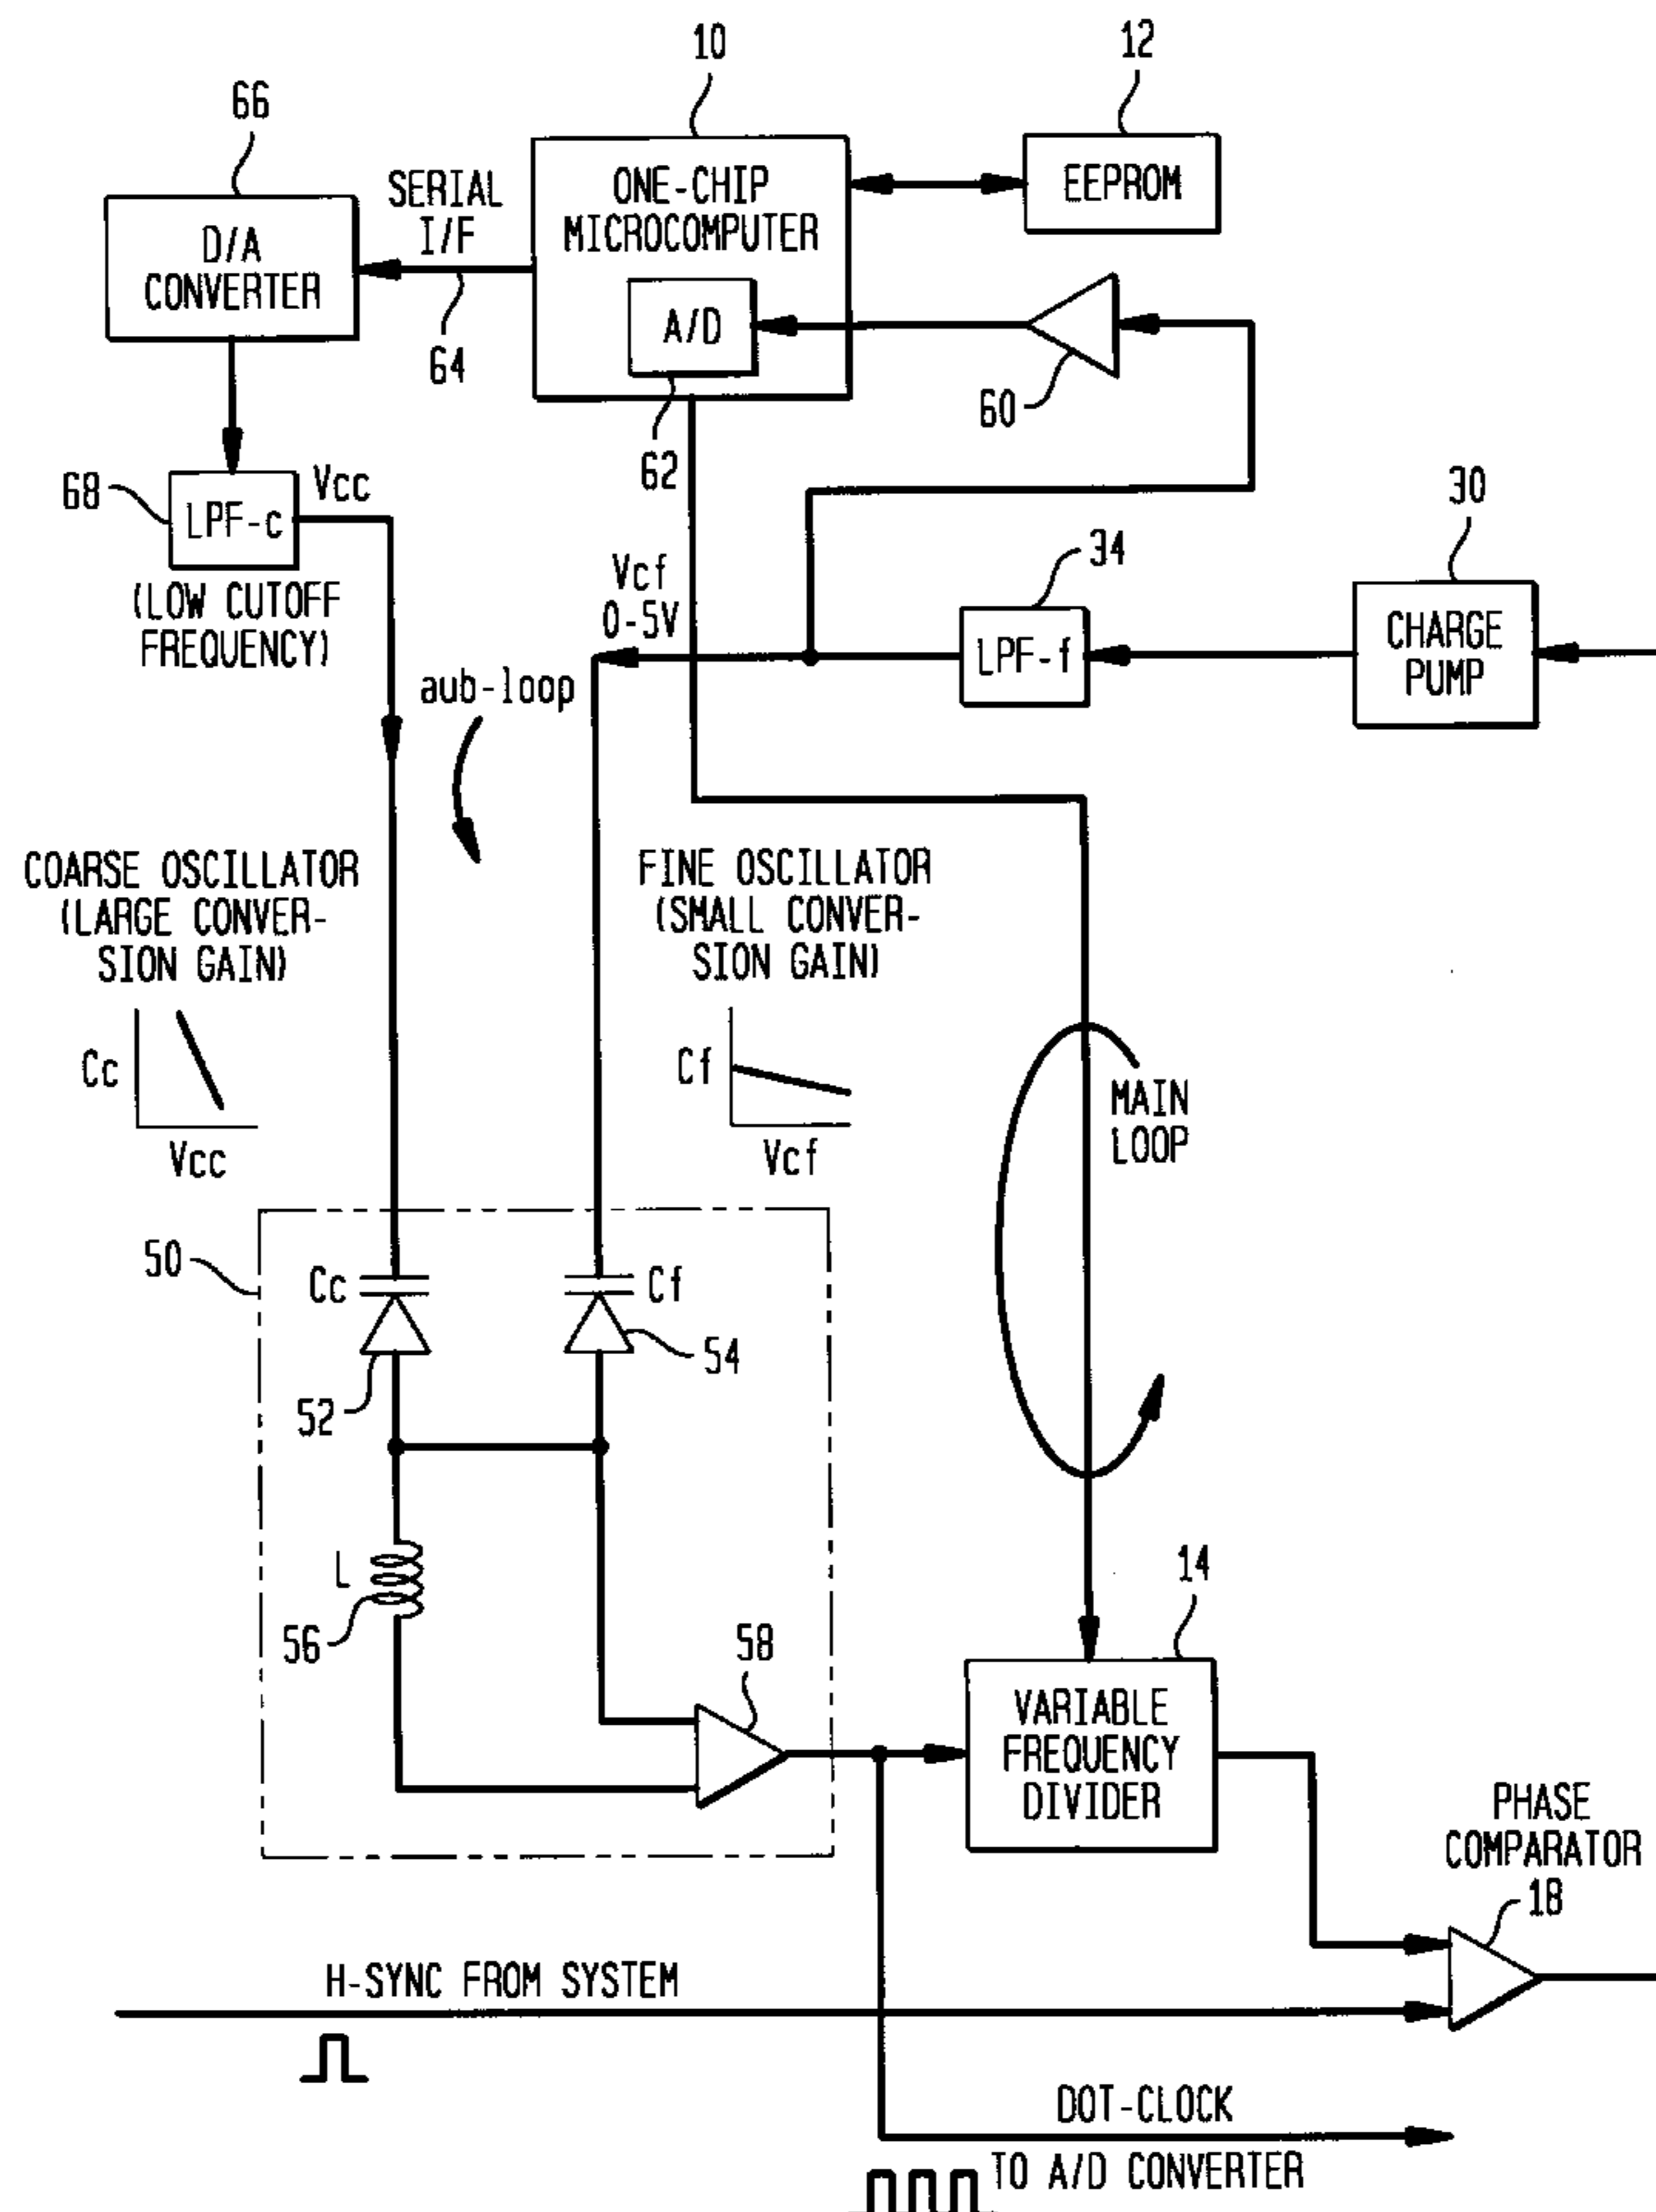 10
12
66
ONE-CHIP
MICROCOMPUTER
EEPROM
SERIAL
I/F
D/A
CONVERTER
A/D
64
60
62
68
LPF-c
Vcc
(LOW CUTOFF
FREQUENCY)
30
34
Vcf
0-5V
LPF-f
CHARGE
PUMP
aub-loop
COARSE OSCILLATOR
(LARGE CONVER-
SION GAIN)
FINE OSCILLATOR
(SMALL CONVER-
SION GAIN)
Cc
Vcc
Cf
Vcf
MAIN
LOOP
50
Cc
Cf
54
52
L
56
58
14
VARIABLE
FREQUENCY
DIVIDER
PHASE
COMPARATOR
18
H-SYNC FROM SYSTEM
DOT-CLOCK
TO A/D CONVERTER